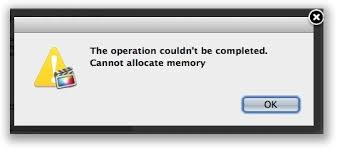 The operation couldn't be completed.
Cannot allocate memory
OK